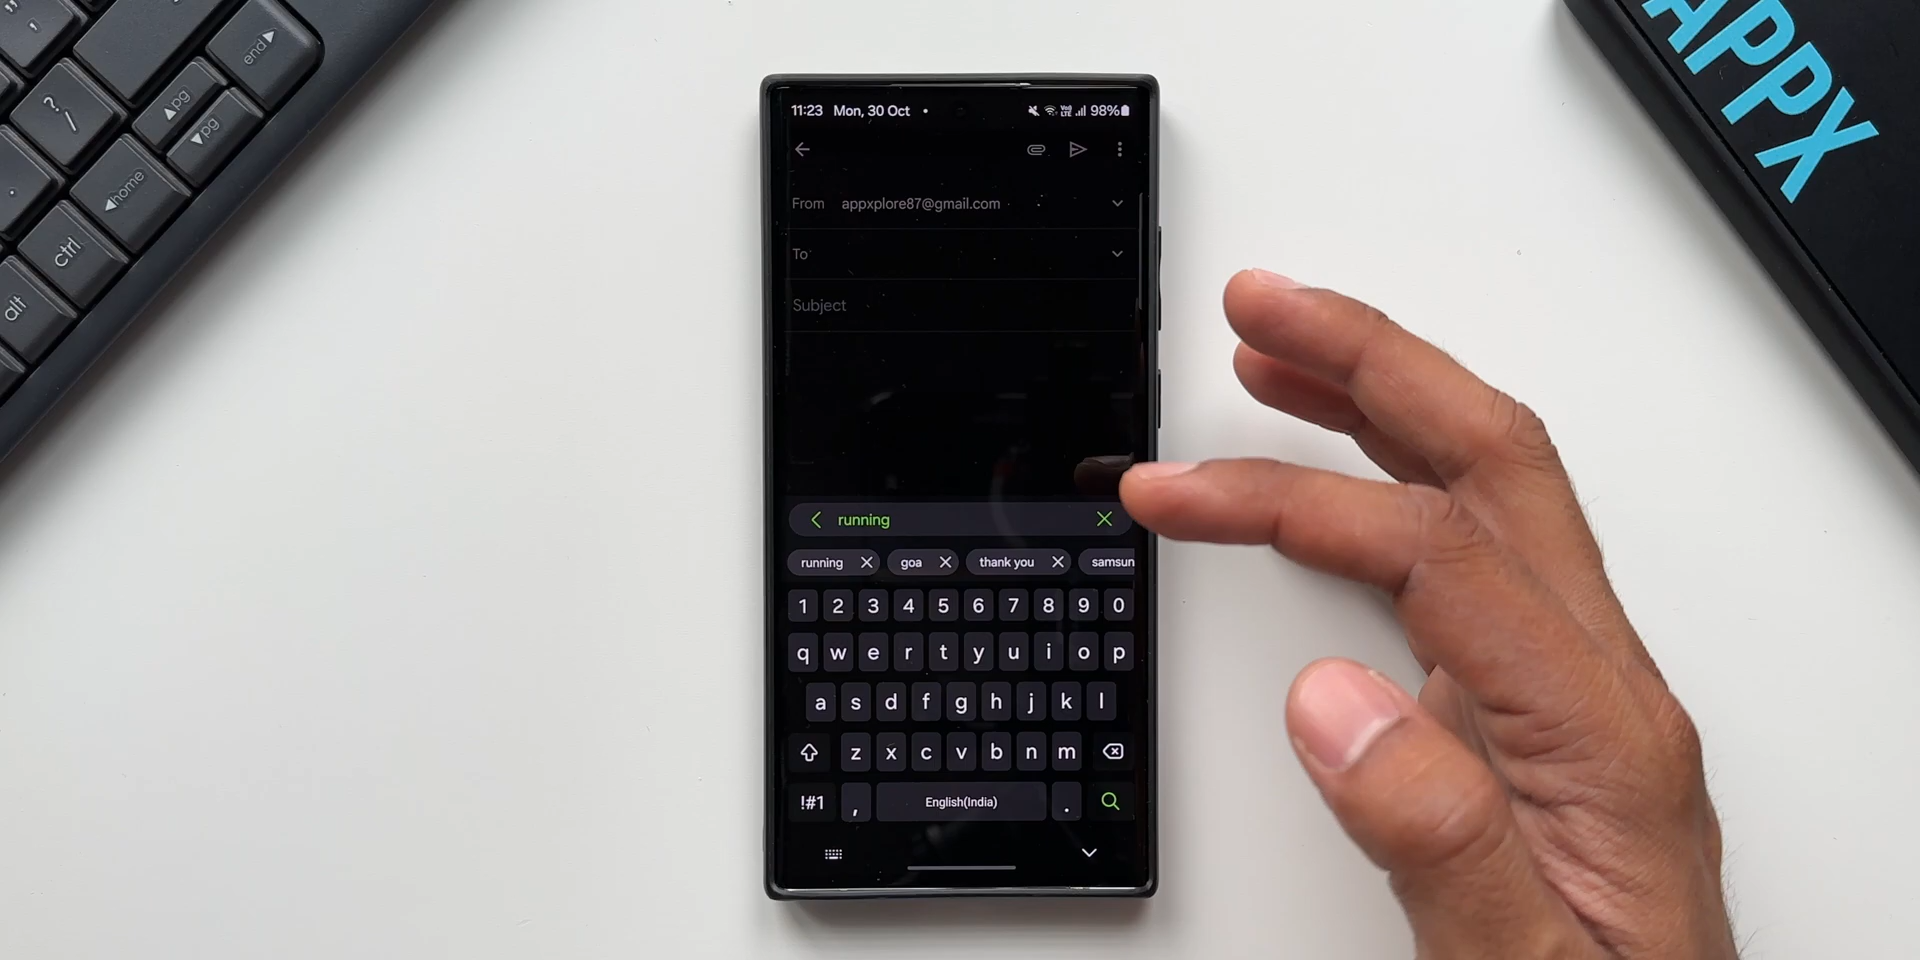 end
pg
pg
home
ctrl
alt
?
/
APPX
11:23 Mon, 30 Oct • 98%
From appxplore87@gmail.com
To
Subject
running
running goa thank you samsun
1 2 3 4 5 6 7 8 9 0
q w e r t y u i o p
a s d f g h j k l
z x c v b n m
!#1 , English(India) .